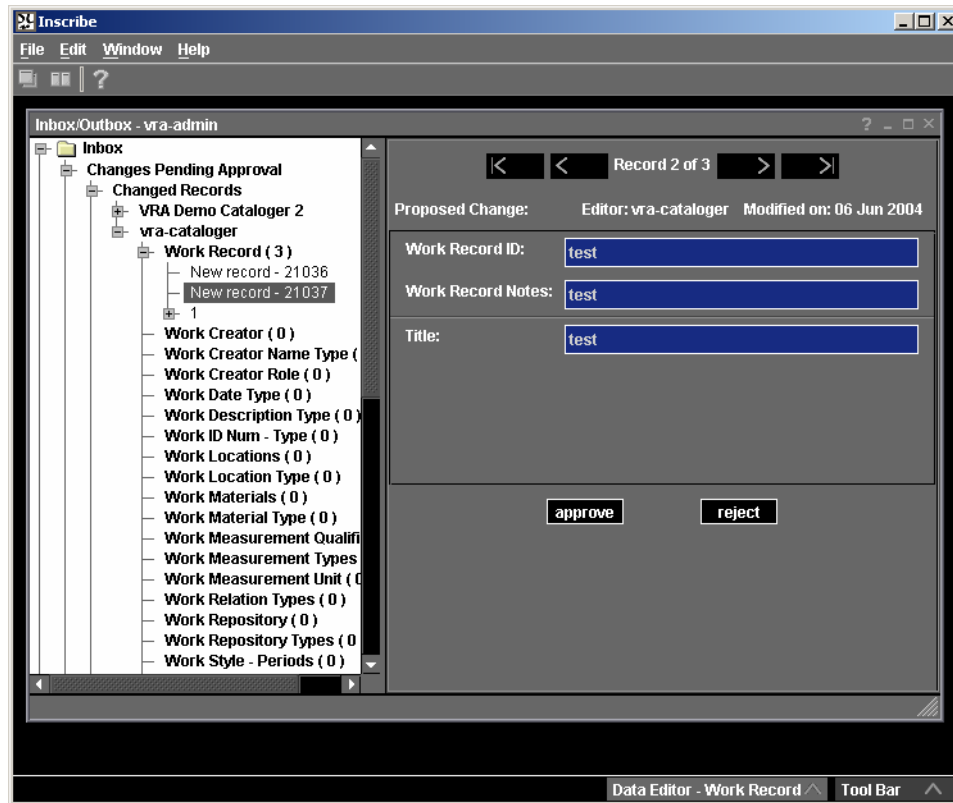 Inscribe
File Edit Window Help
?
Inbox/Outbox - vra-admin
?
Inbox
Changes Pending Approval
Changed Records
VRA Demo Cataloger 2
vra-cataloger
Work Record ( 3 )
New record - 21036
New record - 21037
1
Work Creator ( 0 )
Work Creator Name Type (
Work Creator Role ( 0 )
Work Date Type ( 0 )
Work Description Type ( 0 )
Work ID Num - Type ( 0 )
Work Locations ( 0 )
Work Location Type ( 0 )
Work Materials ( 0 )
Work Material Type ( 0 )
Work Measurement Qualifi
Work Measurement Types
Work Measurement Unit ( 0
Work Relation Types ( 0 )
Work Repository ( 0 )
Work Repository Types ( 0
Work Style - Periods ( 0 )
Record 2 of 3
Proposed Change: Editor: vra-cataloger Modified on: 06 Jun 2004
Work Record ID: test
Work Record Notes: test
Title: test
approve reject
Data Editor - Work Record Tool Bar